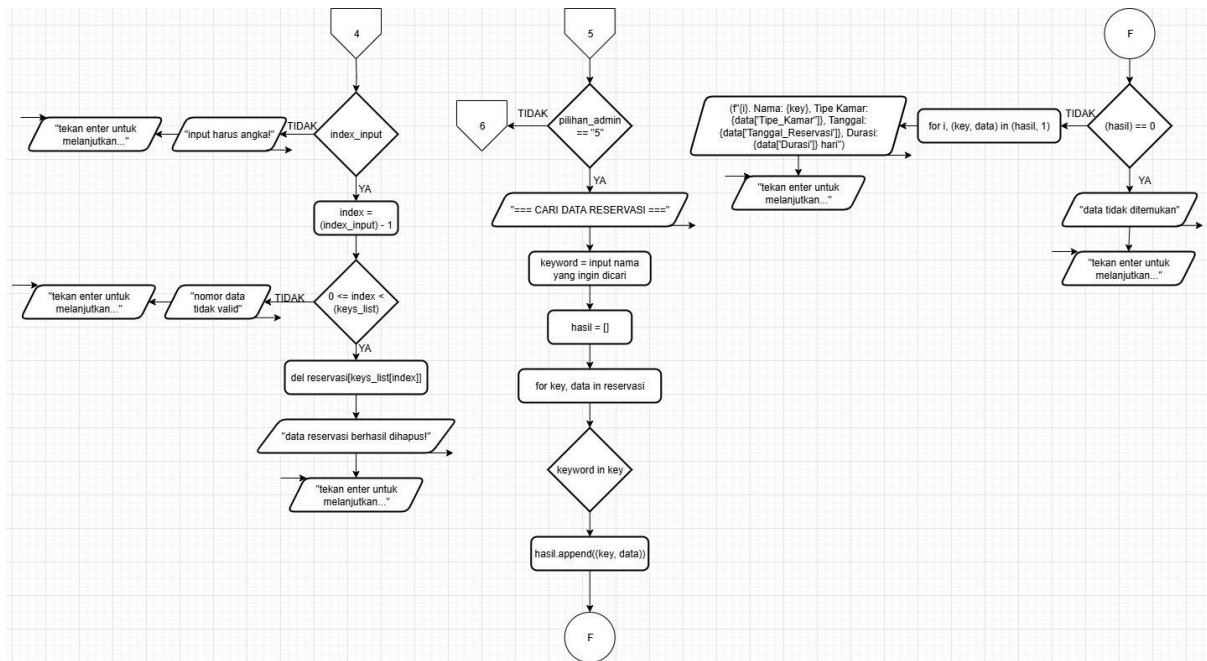 4
index_input
TIDAK
"input harus angka!"
"tekan enter untuk
melanjutkan..."
YA
index =
(index_input) - 1
0 <= index <
(keys_list)
TIDAK
"nomor data
tidak valid"
"tekan enter untuk
melanjutkan..."
YA
del reservasi[keys_list[index]]
"data reservasi berhasil dihapus!"
"tekan enter untuk
melanjutkan..."
5
pilihan_admin
== "5"
TIDAK
6
YA
"=== CARI DATA RESERVASI ==="
keyword = input nama
yang ingin dicari
hasil = []
for key, data in reservasi
keyword in key
hasil.append((key, data))
F
F
(hasil) == 0
TIDAK
for i, (key, data) in (hasil, 1)
(f"{i}. Nama: {key}, Tipe Kamar:
{data['Tipe_Kamar"]}, Tanggal:
{data['Tanggal_Reservasi']}, Durasi:
{data['Durasi']} hari")
"tekan enter untuk
melanjutkan..."
YA
"data tidak ditemukan"
"tekan enter untuk
melanjutkan..."